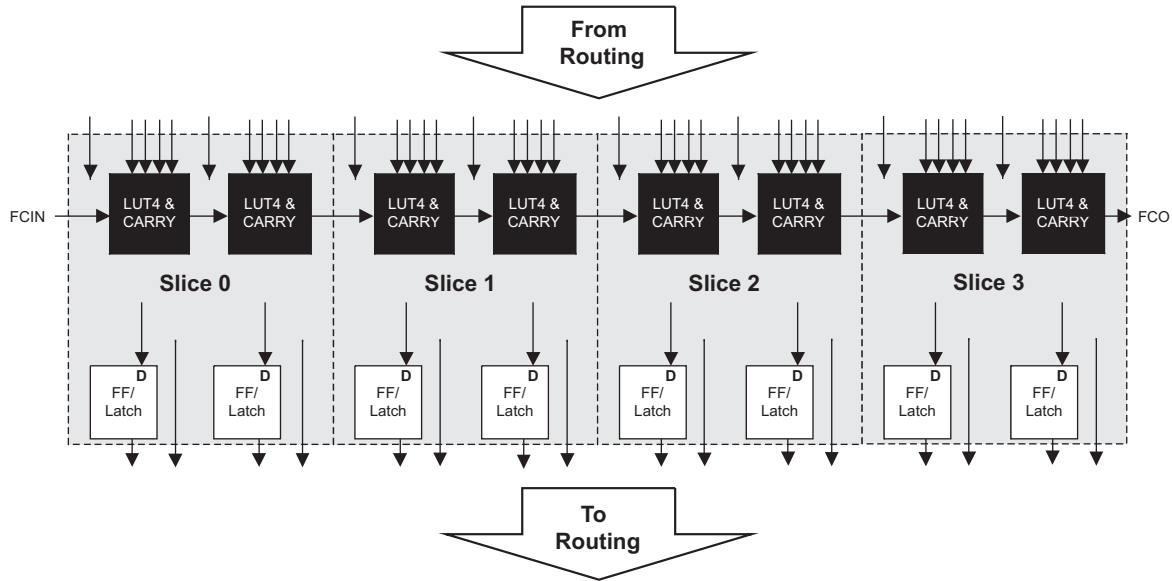 From
Routing
FCIN
LUT4 &
CARRY
LUT4 &
CARRY
LUT4 &
CARRY
LUT4 &
CARRY
LUT4 &
CARRY
LUT4 &
CARRY
LUT4 &
CARRY
LUT4 &
CARRY
FCO
Slice 0
Slice 1
Slice 2
Slice 3
D
FF/
Latch
D
FF/
Latch
D
FF/
Latch
D
FF/
Latch
D
FF/
Latch
D
FF/
Latch
D
FF/
Latch
D
FF/
Latch
To
Routing